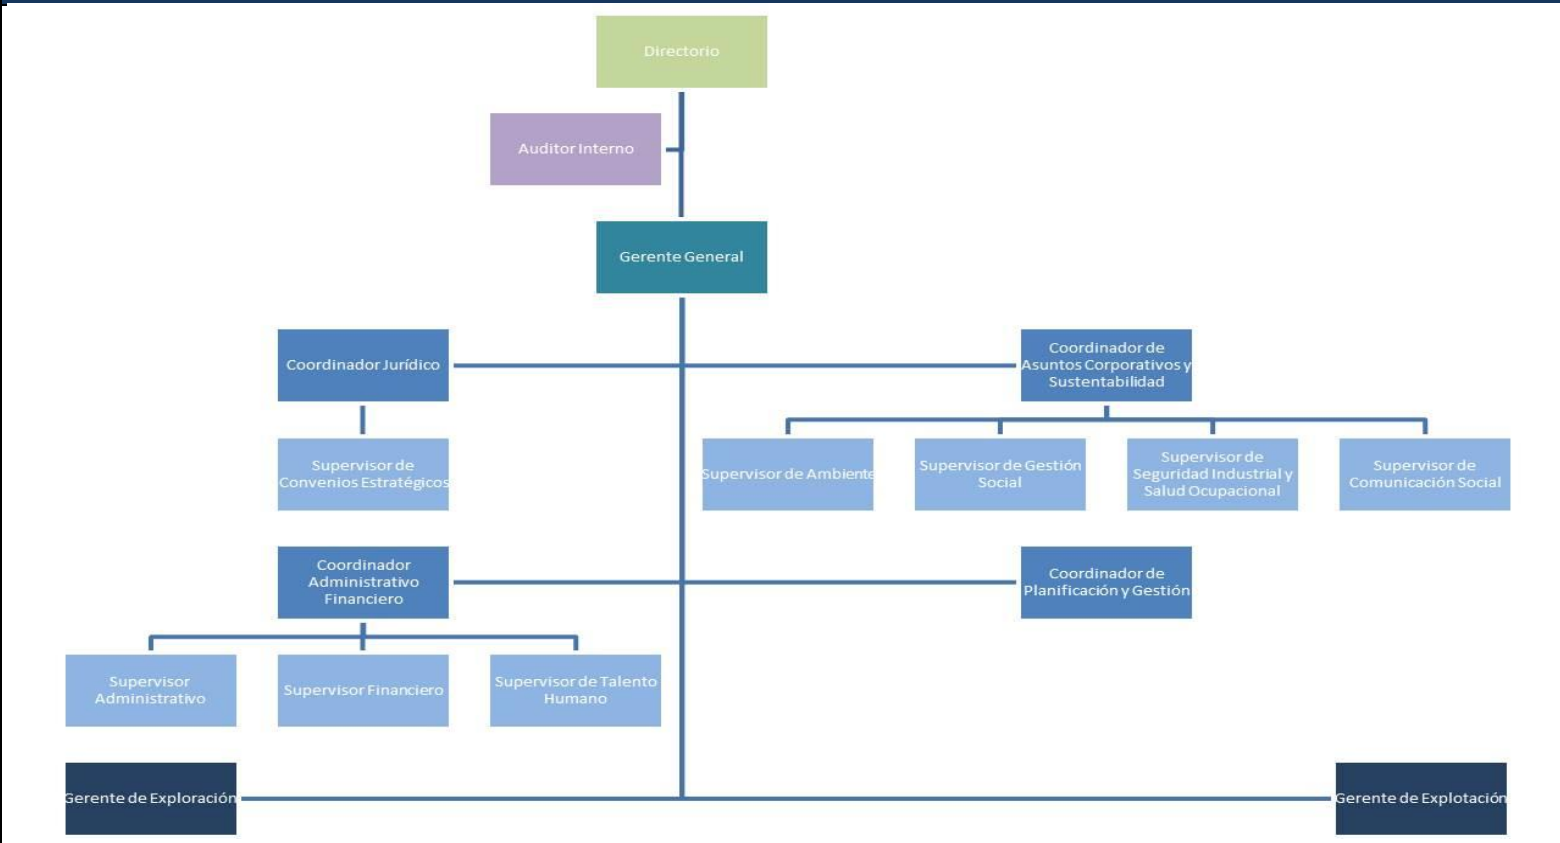 Directorio
Auditor Interno
Gerente General
Coordinador Jurídico
Coordinador de
Asuntos Corporativos y
Sustentabilidad
Supervisor de
Convenios Estratégicos
Supervisor de Ambiente
Supervisor de Gestión
Social
Supervisor de
Seguridad Industrial y
Salud Ocupacional
Supervisor de
Comunicación Social
Coordinador
Administrativo
Financiero
Coordinador de
Planificación y Gestión
Supervisor
Administrativo
Supervisor Financiero
Supervisor de Talento
Humano
Gerente de Exploración
Gerente de Explotación